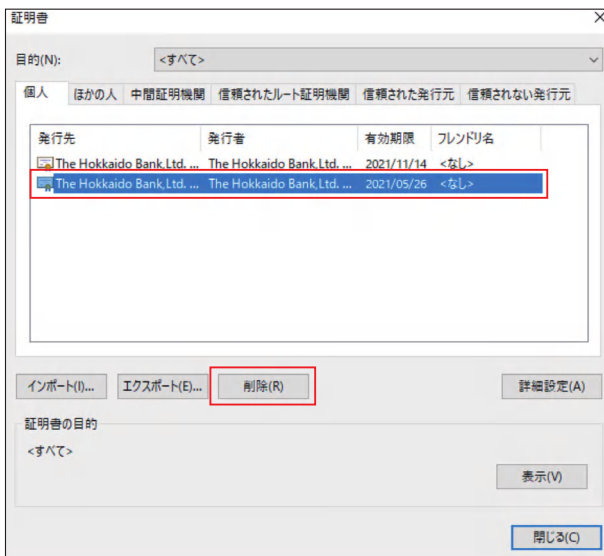 証明書
目的(N): <すべて>
個人 ほかの人 中間証明機関 信頼されたルート証明機関 信頼された発行元 信頼されない発行元
発行先 発行者 有効期限 フレンドリ名
The Hokkaido Bank,Ltd. ... The Hokkaido Bank,Ltd. ... 2021/11/14 <なし>
The Hokkaido Bank,Ltd. ... The Hokkaido Bank,Ltd. ... 2021/05/26 <なし>
インポート(I)... エクスポート(E)... 削除(R) 詳細設定(A)
証明書の目的
<すべて>
表示(V)
閉じる(C)